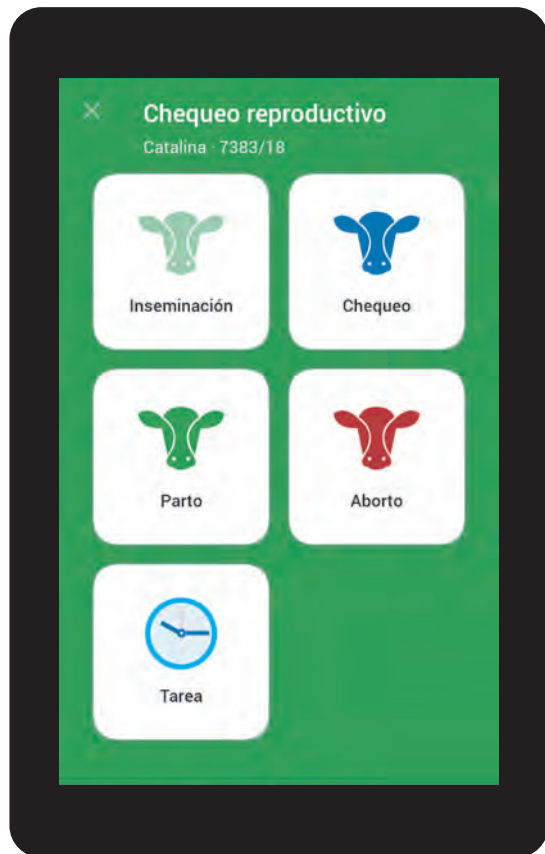 Chequeo reproductivo
Catalina · 7383/18
Inseminación
Chequeo
Parto
Aborto
Tarea